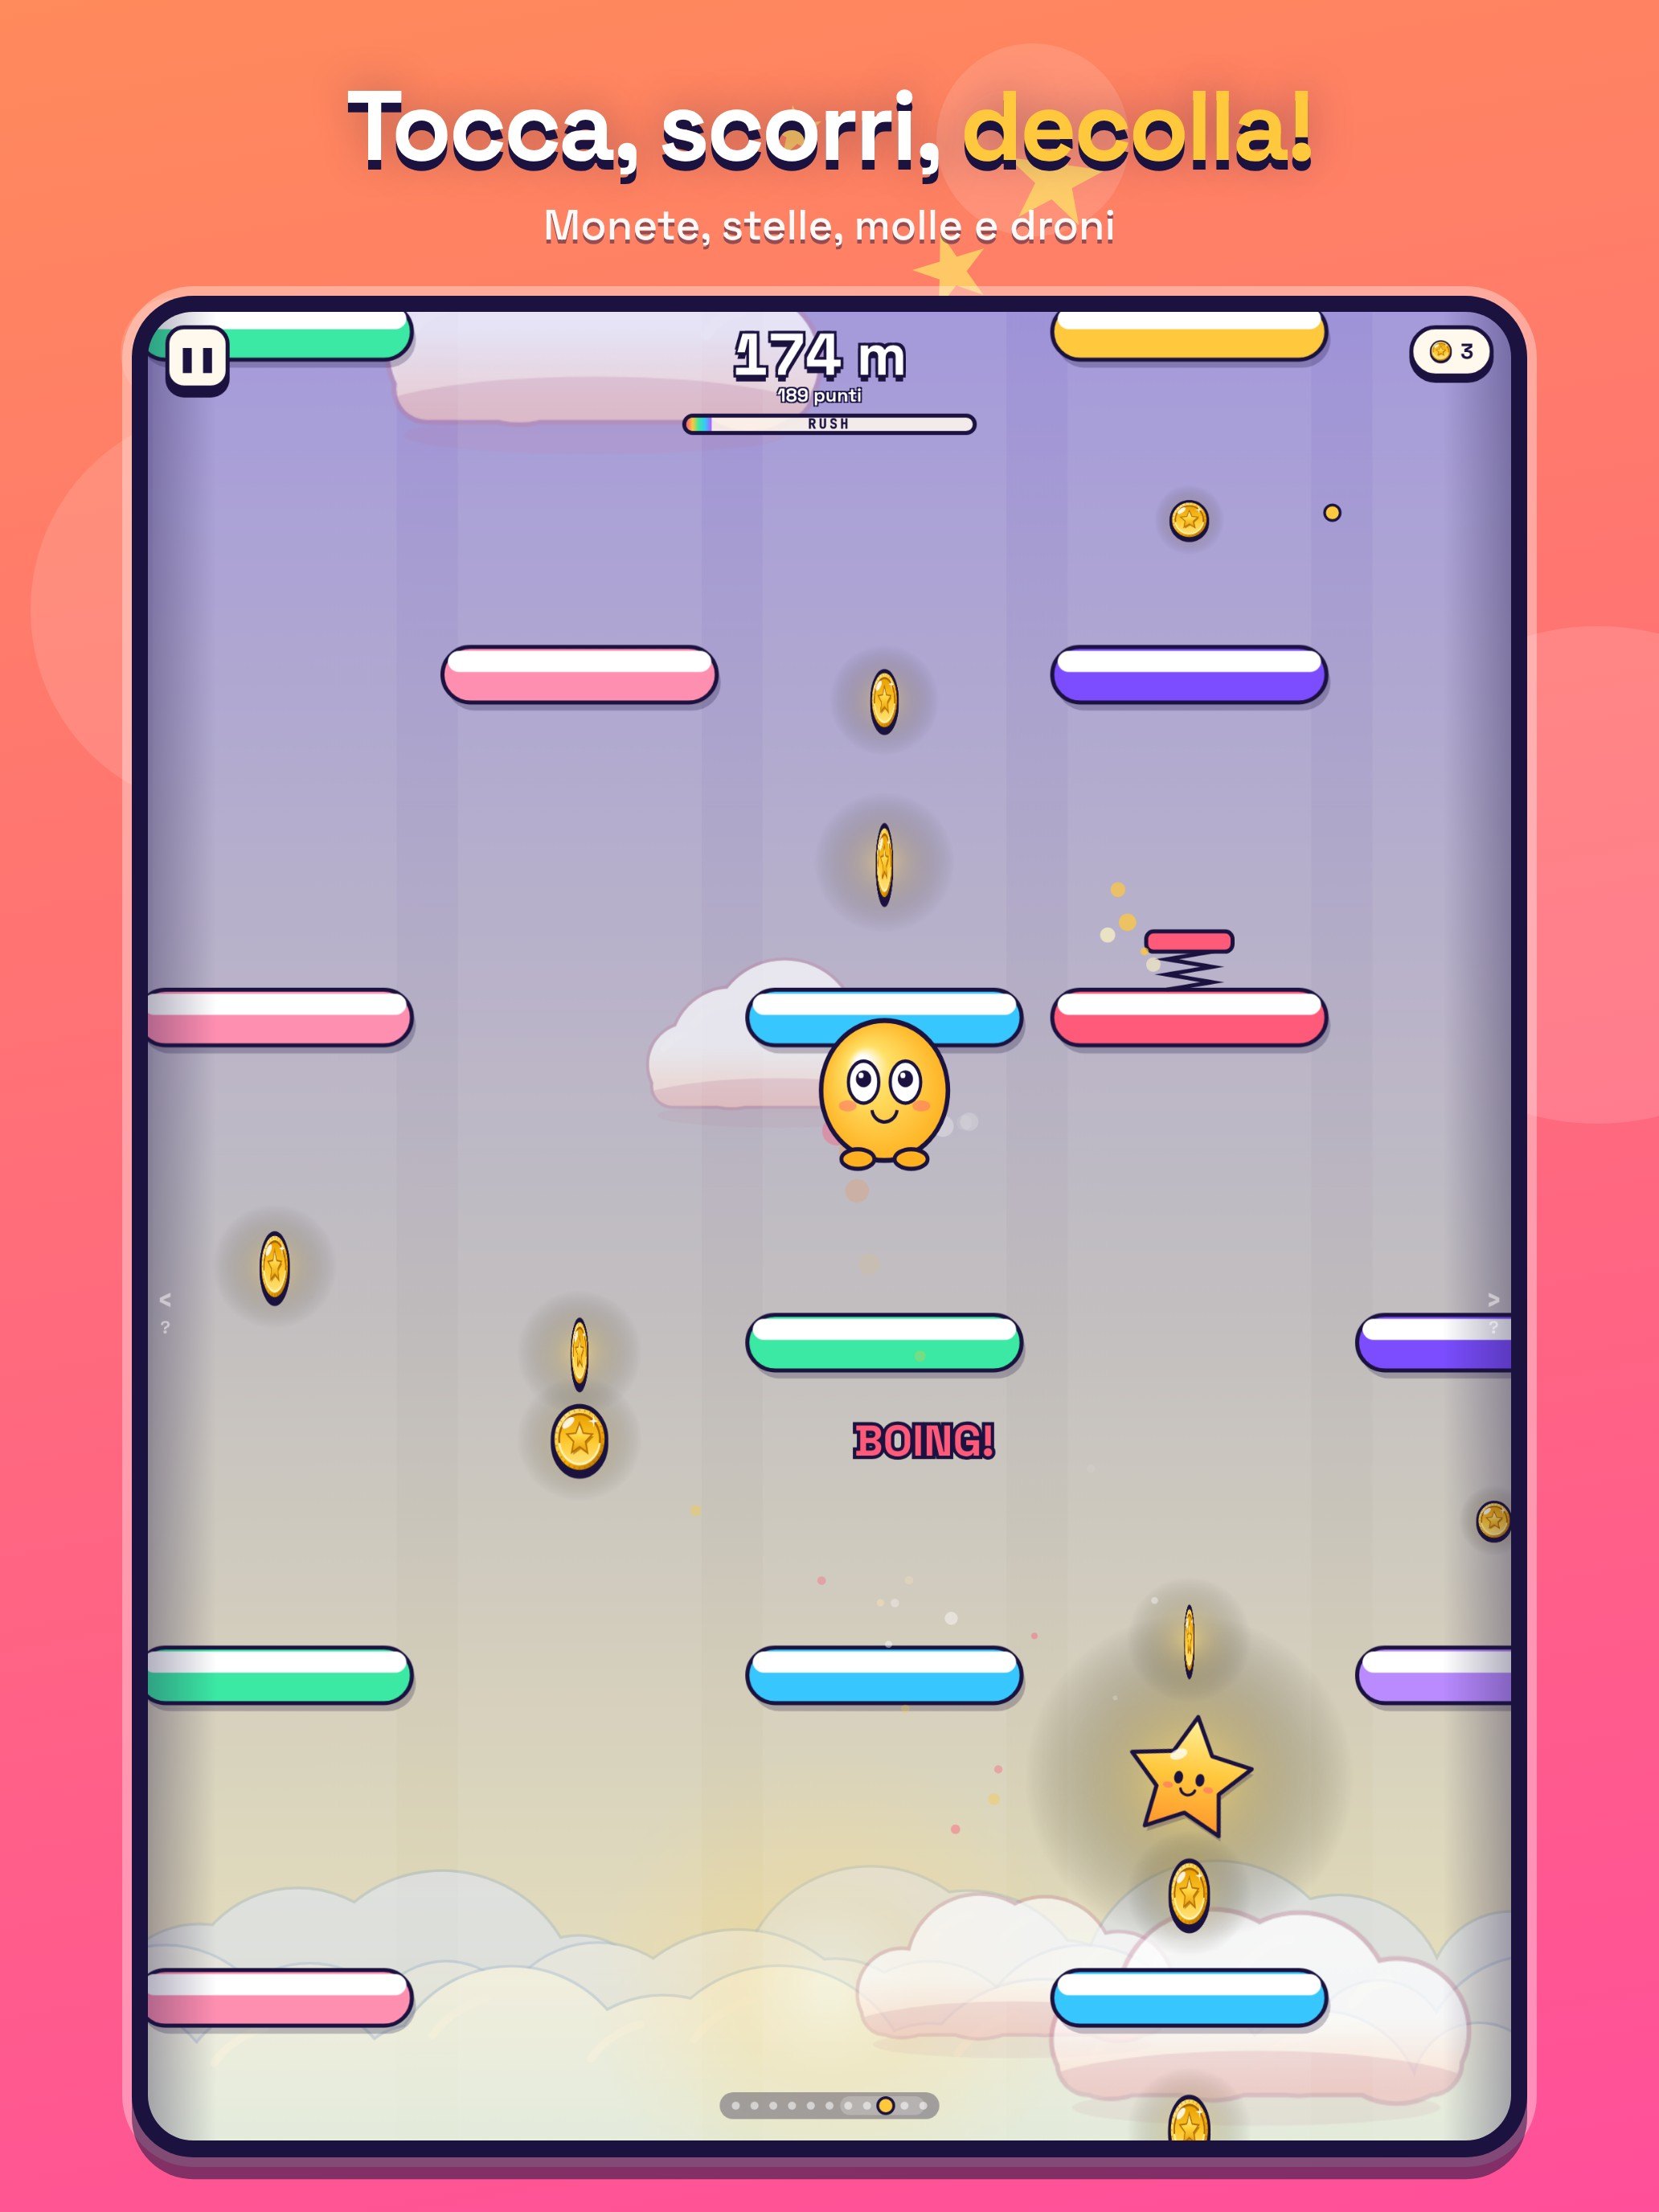 Tocca, scorri, decolla!
Monete, stelle, molle e droni
174 m
3
189 punti
RUSH
< >
? ?
BOING!